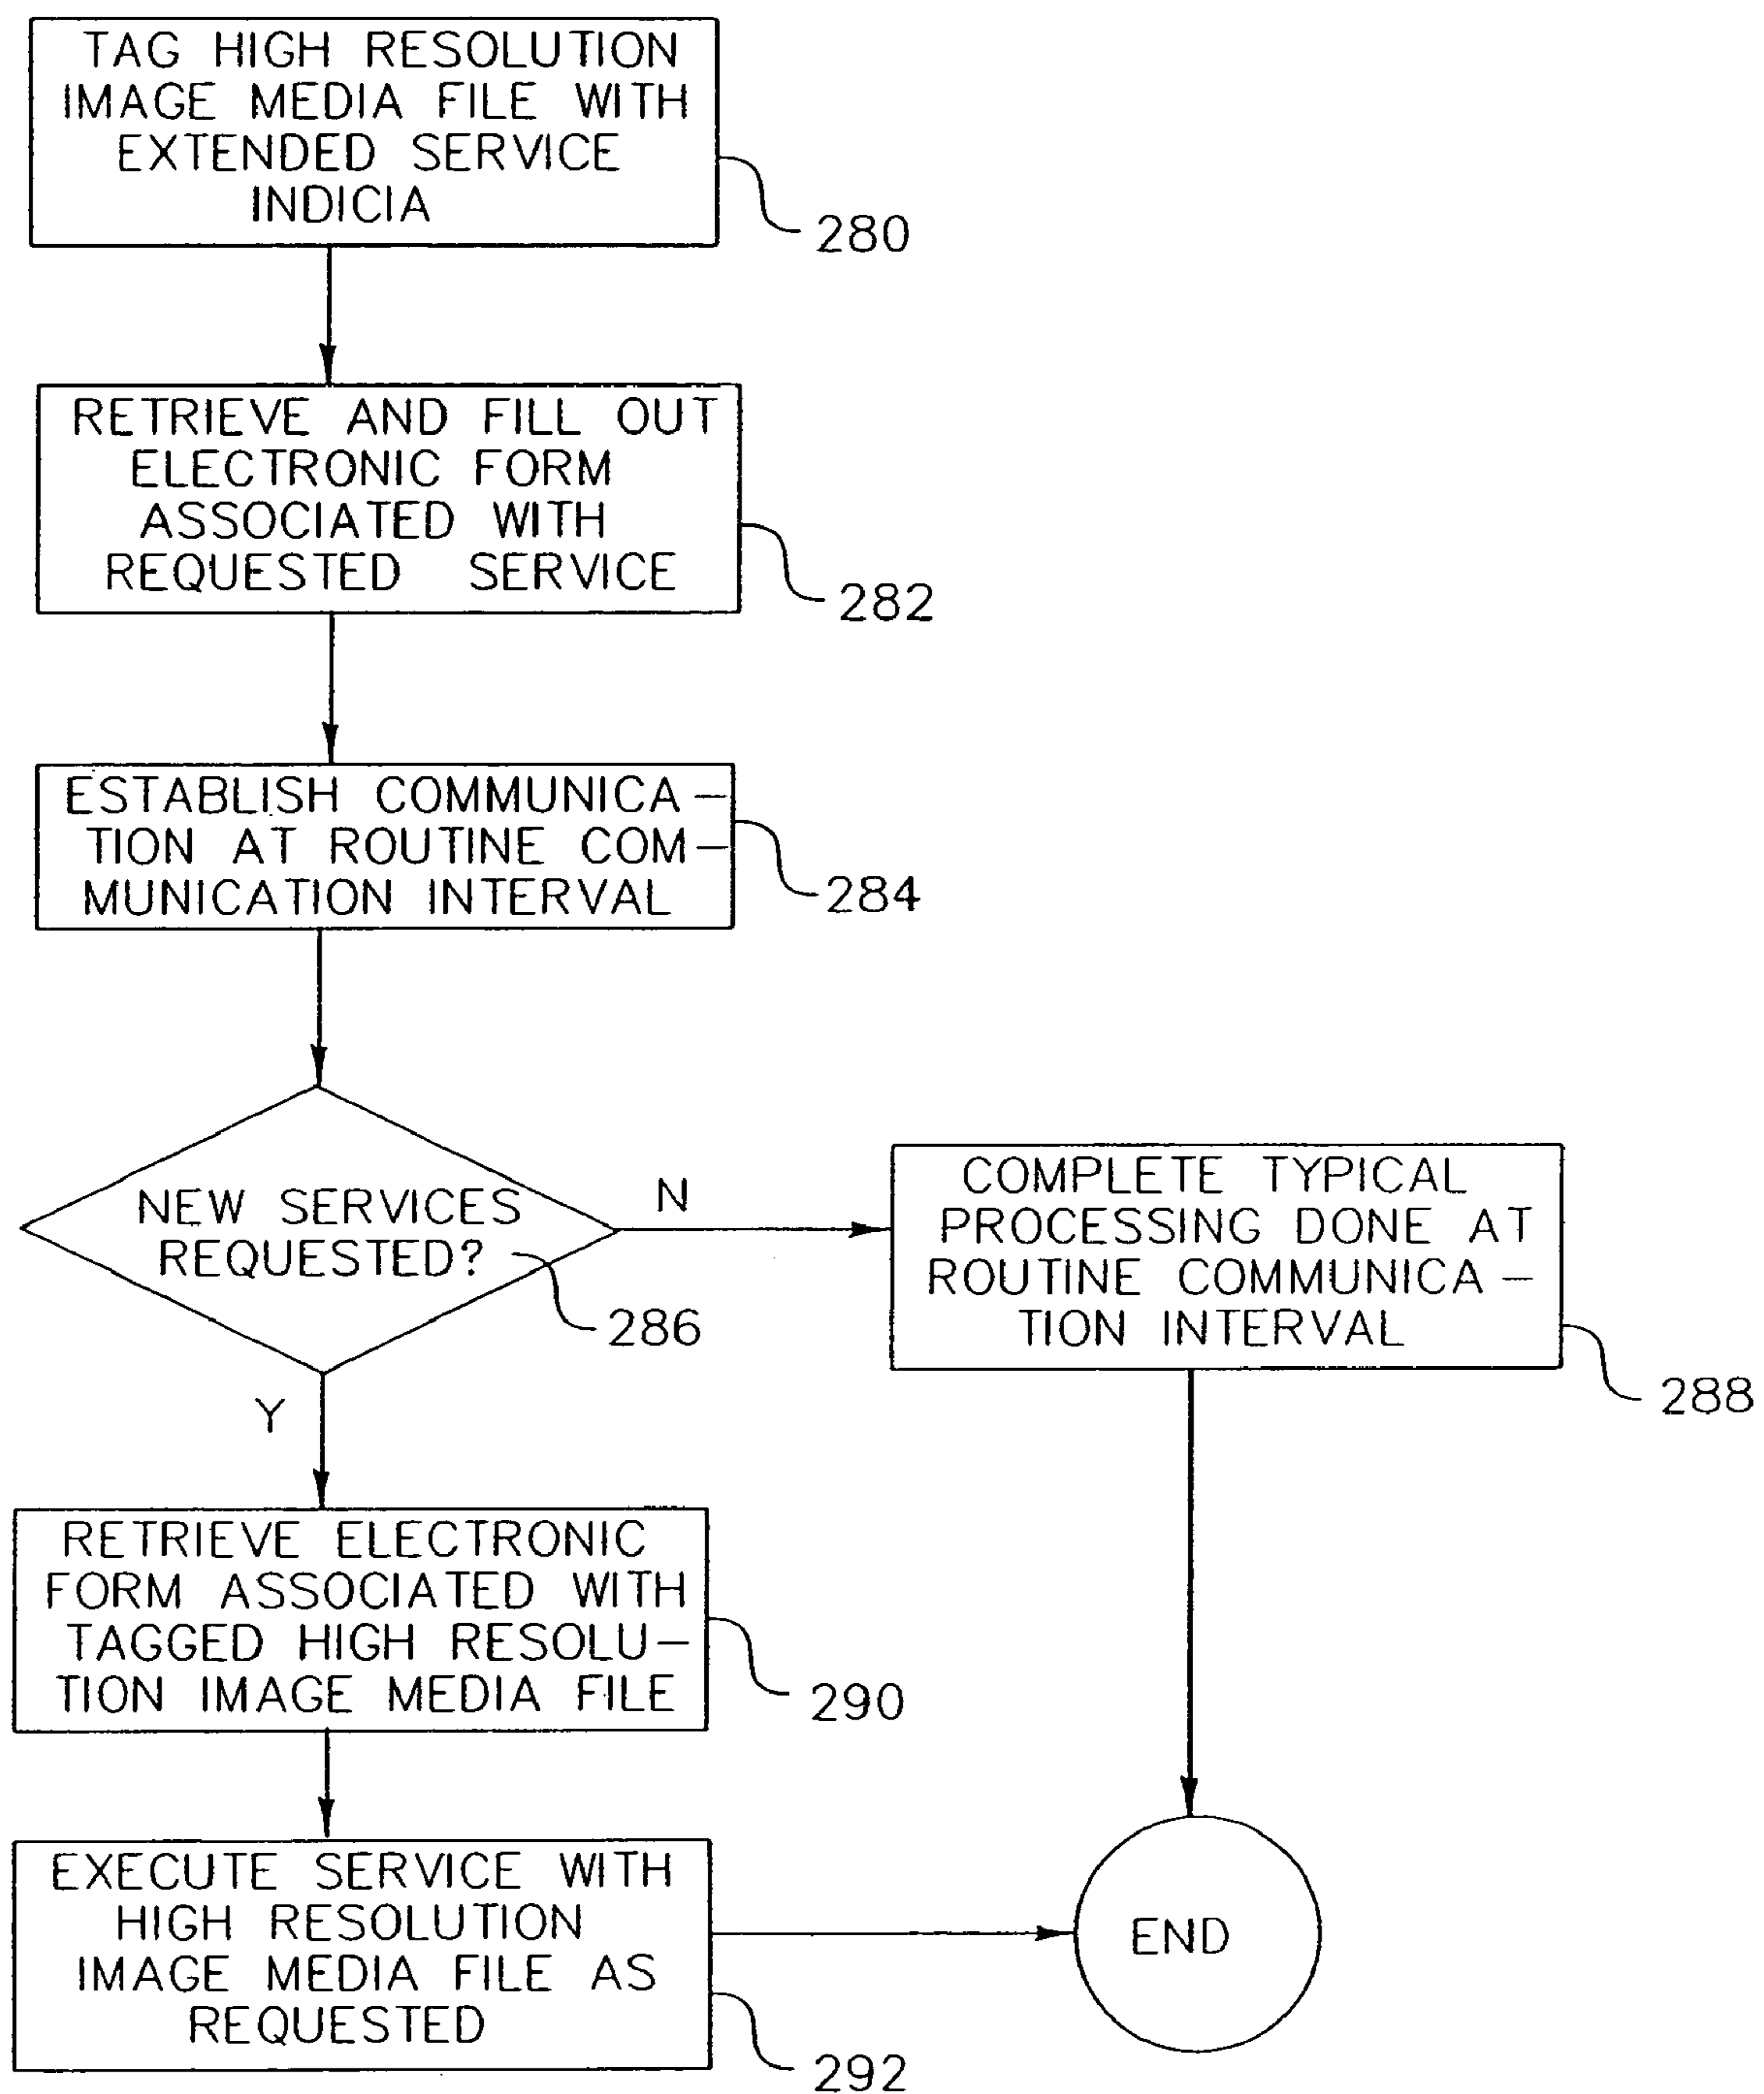 TAG HIGH RESOLUTION
IMAGE MEDIA FILE WITH
EXTENDED SERVICE
INDICIA
280
RETRIEVE AND FILL OUT
ELECTRONIC FORM
ASSOCIATED WITH
REQUESTED SERVICE
282
ESTABLISH COMMUNICA-
TION AT ROUTINE COM-
MUNICATION INTERVAL
284
NEW SERVICES
REQUESTED?
286
N
COMPLETE TYPICAL
PROCESSING DONE AT
ROUTINE COMMUNICA-
TION INTERVAL
288
Y
RETRIEVE ELECTRONIC
FORM ASSOCIATED WITH
TAGGED HIGH RESOLU-
TION IMAGE MEDIA FILE
290
EXECUTE SERVICE WITH
HIGH RESOLUTION
IMAGE MEDIA FILE AS
REQUESTED
292
END